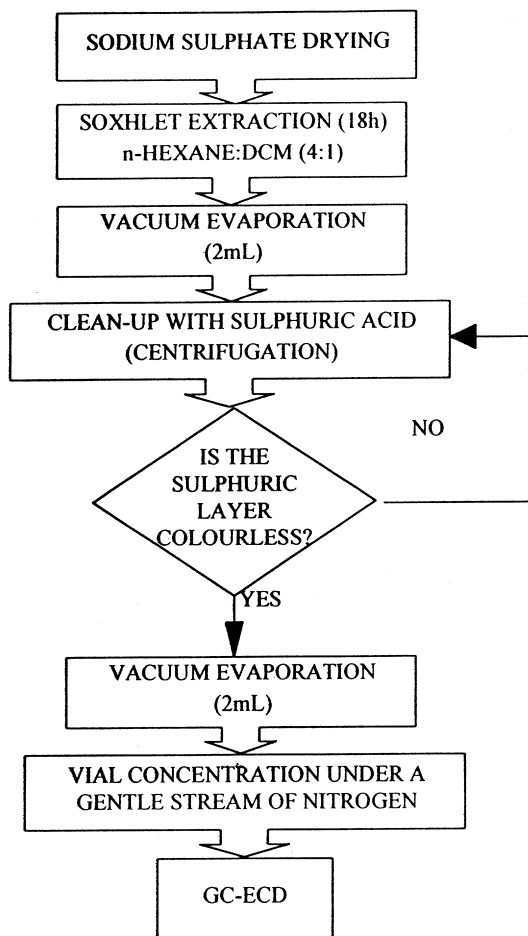 SODIUM SULPHATE DRYING
SOXHLET EXTRACTION (18h)
n-HEXANE:DCM (4:1)
VACUUM EVAPORATION
(2mL)
CLEAN-UP WITH SULPHURIC ACID
(CENTRIFUGATION)
NO
IS THE
SULPHURIC
LAYER
COLOURLESS?
YES
VACUUM EVAPORATION
(2mL)
VIAL CONCENTRATION UNDER A
GENTLE STREAM OF NITROGEN
GC-ECD